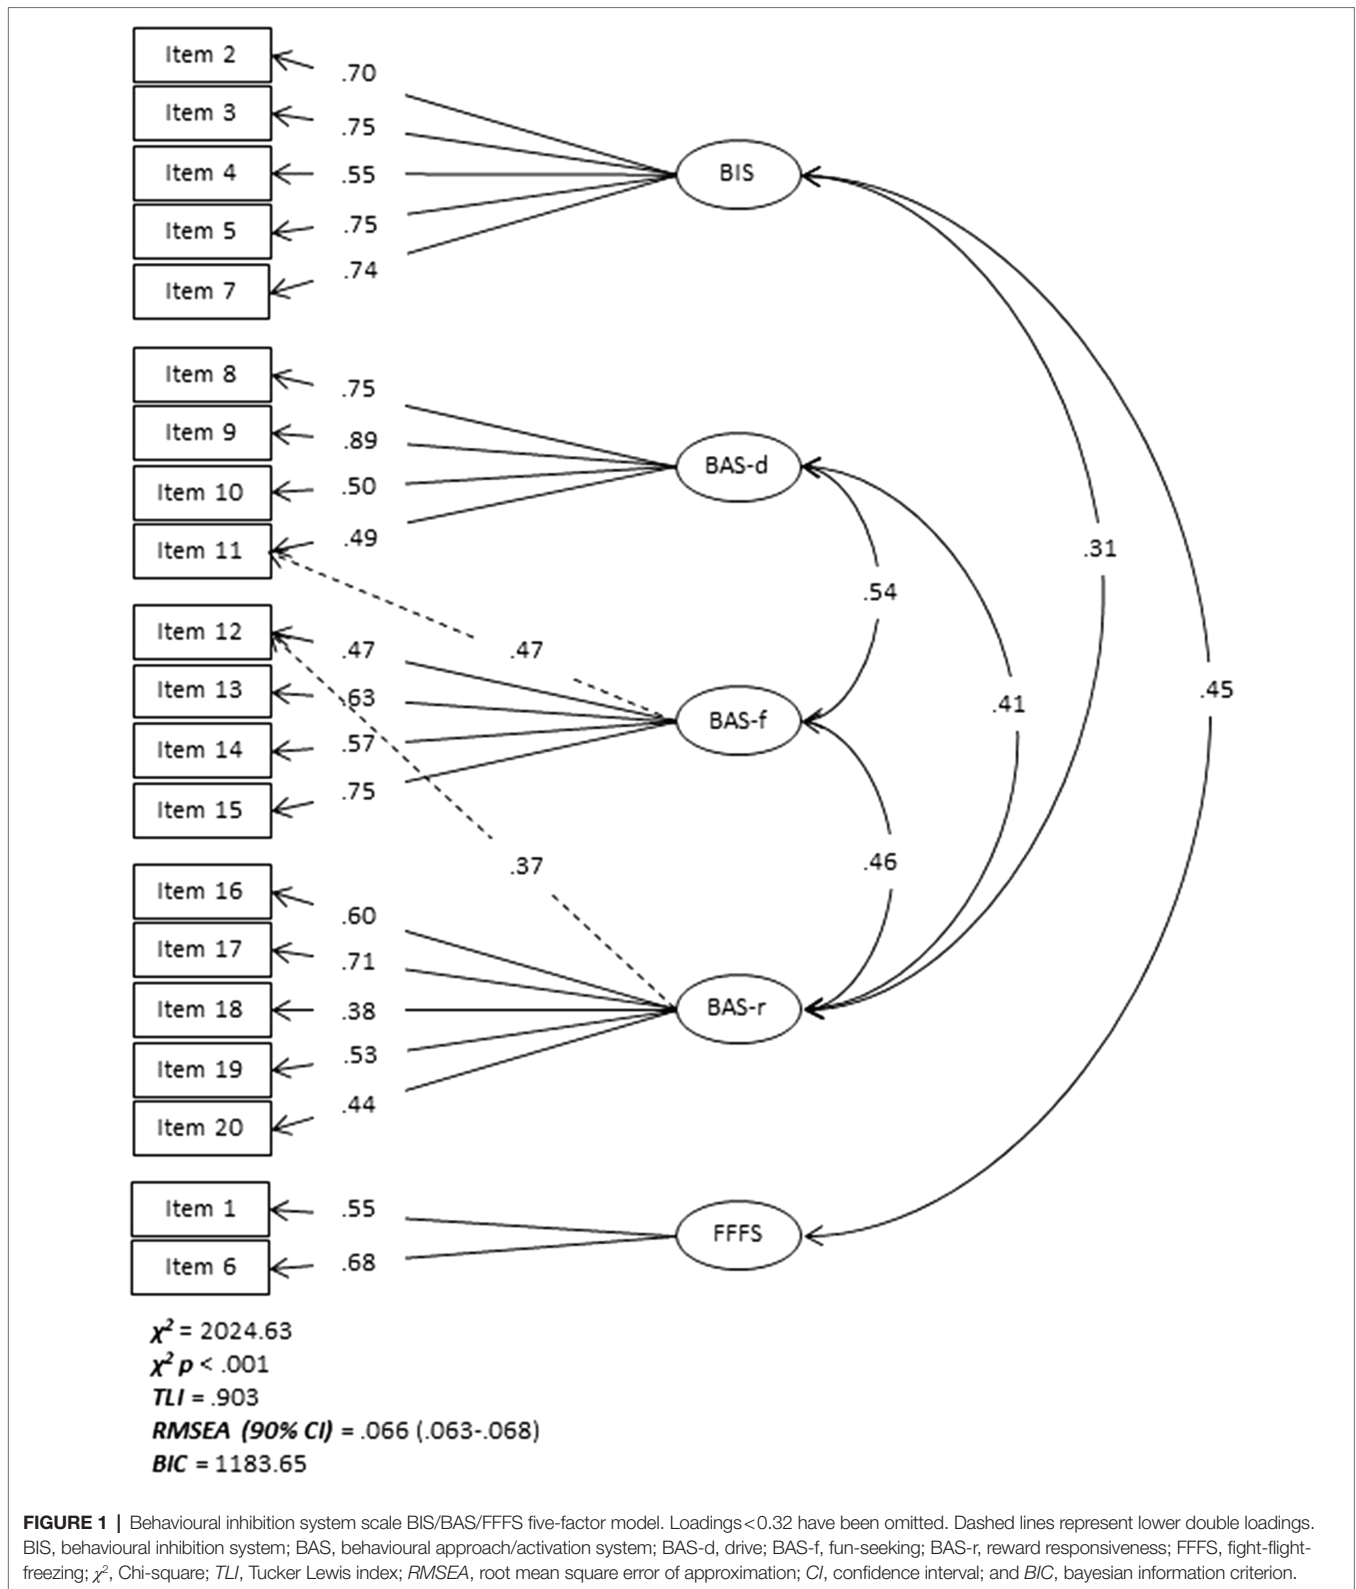 Item 2
.70
Item 3
.75
Item 4
.55
Item 5
.75
Item 7
.74
BIS
Item 8
.75
Item 9
.89
Item 10
.50
Item 11
.49
BAS-d
.31
.54
Item 12
.47
.47
Item 13
.63
Item 14
.57
Item 15
.75
BAS-f
.45
.41
.37
.46
Item 16
.60
Item 17
.71
Item 18
.38
Item 19
.53
Item 20
.44
BAS-r
Item 1
.55
Item 6
.68
FFFS
χ² = 2024.63
χ² p < .001
TLI = .903
RMSEA (90% CI) = .066 (.063-.068)
BIC = 1183.65
FIGURE 1 | Behavioural inhibition system scale BIS/BAS/FFFS five-factor model. Loadings<0.32 have been omitted. Dashed lines represent lower double loadings.
BIS, behavioural inhibition system; BAS, behavioural approach/activation system; BAS-d, drive; BAS-f, fun-seeking; BAS-r, reward responsiveness; FFFS, fight-flight-
freezing; χ², Chi-square; TLI, Tucker Lewis index; RMSEA, root mean square error of approximation; CI, confidence interval; and BIC, bayesian information criterion.